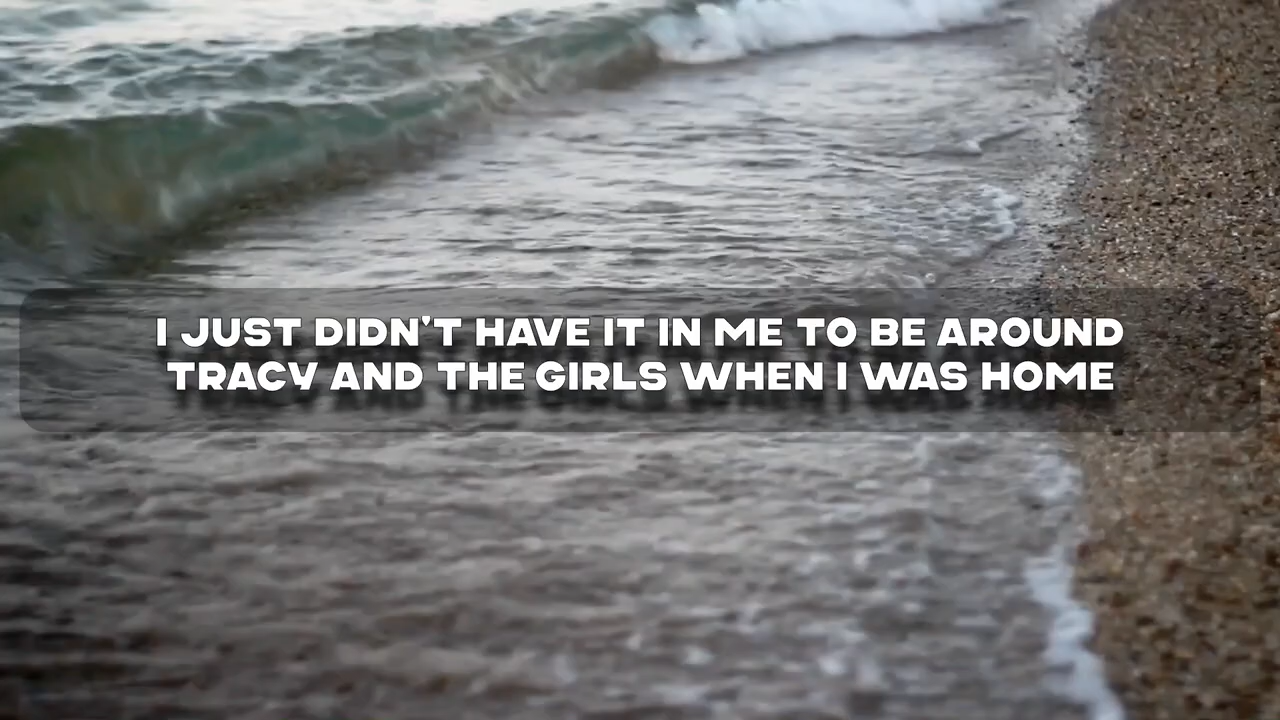 I JUST DIDN'T HAVE IT IN ME TO BE AROUND
TRACY AND THE GIRLS WHEN I WAS HOME